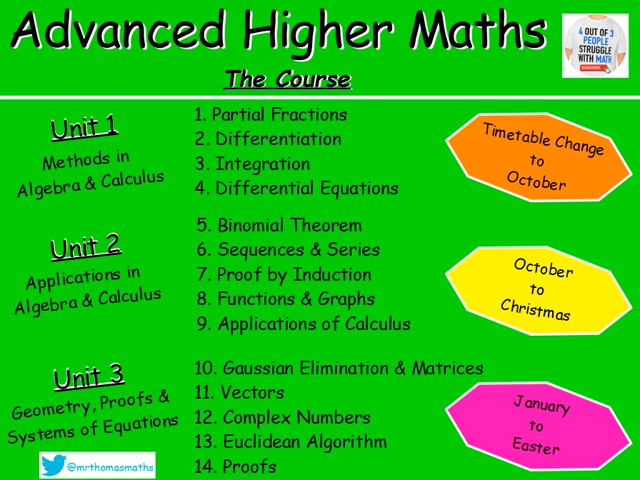 Advanced Higher Maths
The Course
4 OUT OF 3
PEOPLE
STRUGGLE
WITH MATH
Unit 1
Methods in
Algebra & Calculus
1. Partial Fractions
2. Differentiation
3. Integration
4. Differential Equations
Timetable Change
to
October
Unit 2
Applications in
Algebra & Calculus
5. Binomial Theorem
6. Sequences & Series
7. Proof by Induction
8. Functions & Graphs
9. Applications of Calculus
October
to
Christmas
Unit 3
Geometry, Proofs &
Systems of Equations
10. Gaussian Elimination & Matrices
11. Vectors
12. Complex Numbers
13. Euclidean Algorithm
14. Proofs
January
to
Easter
@mrthomasmaths